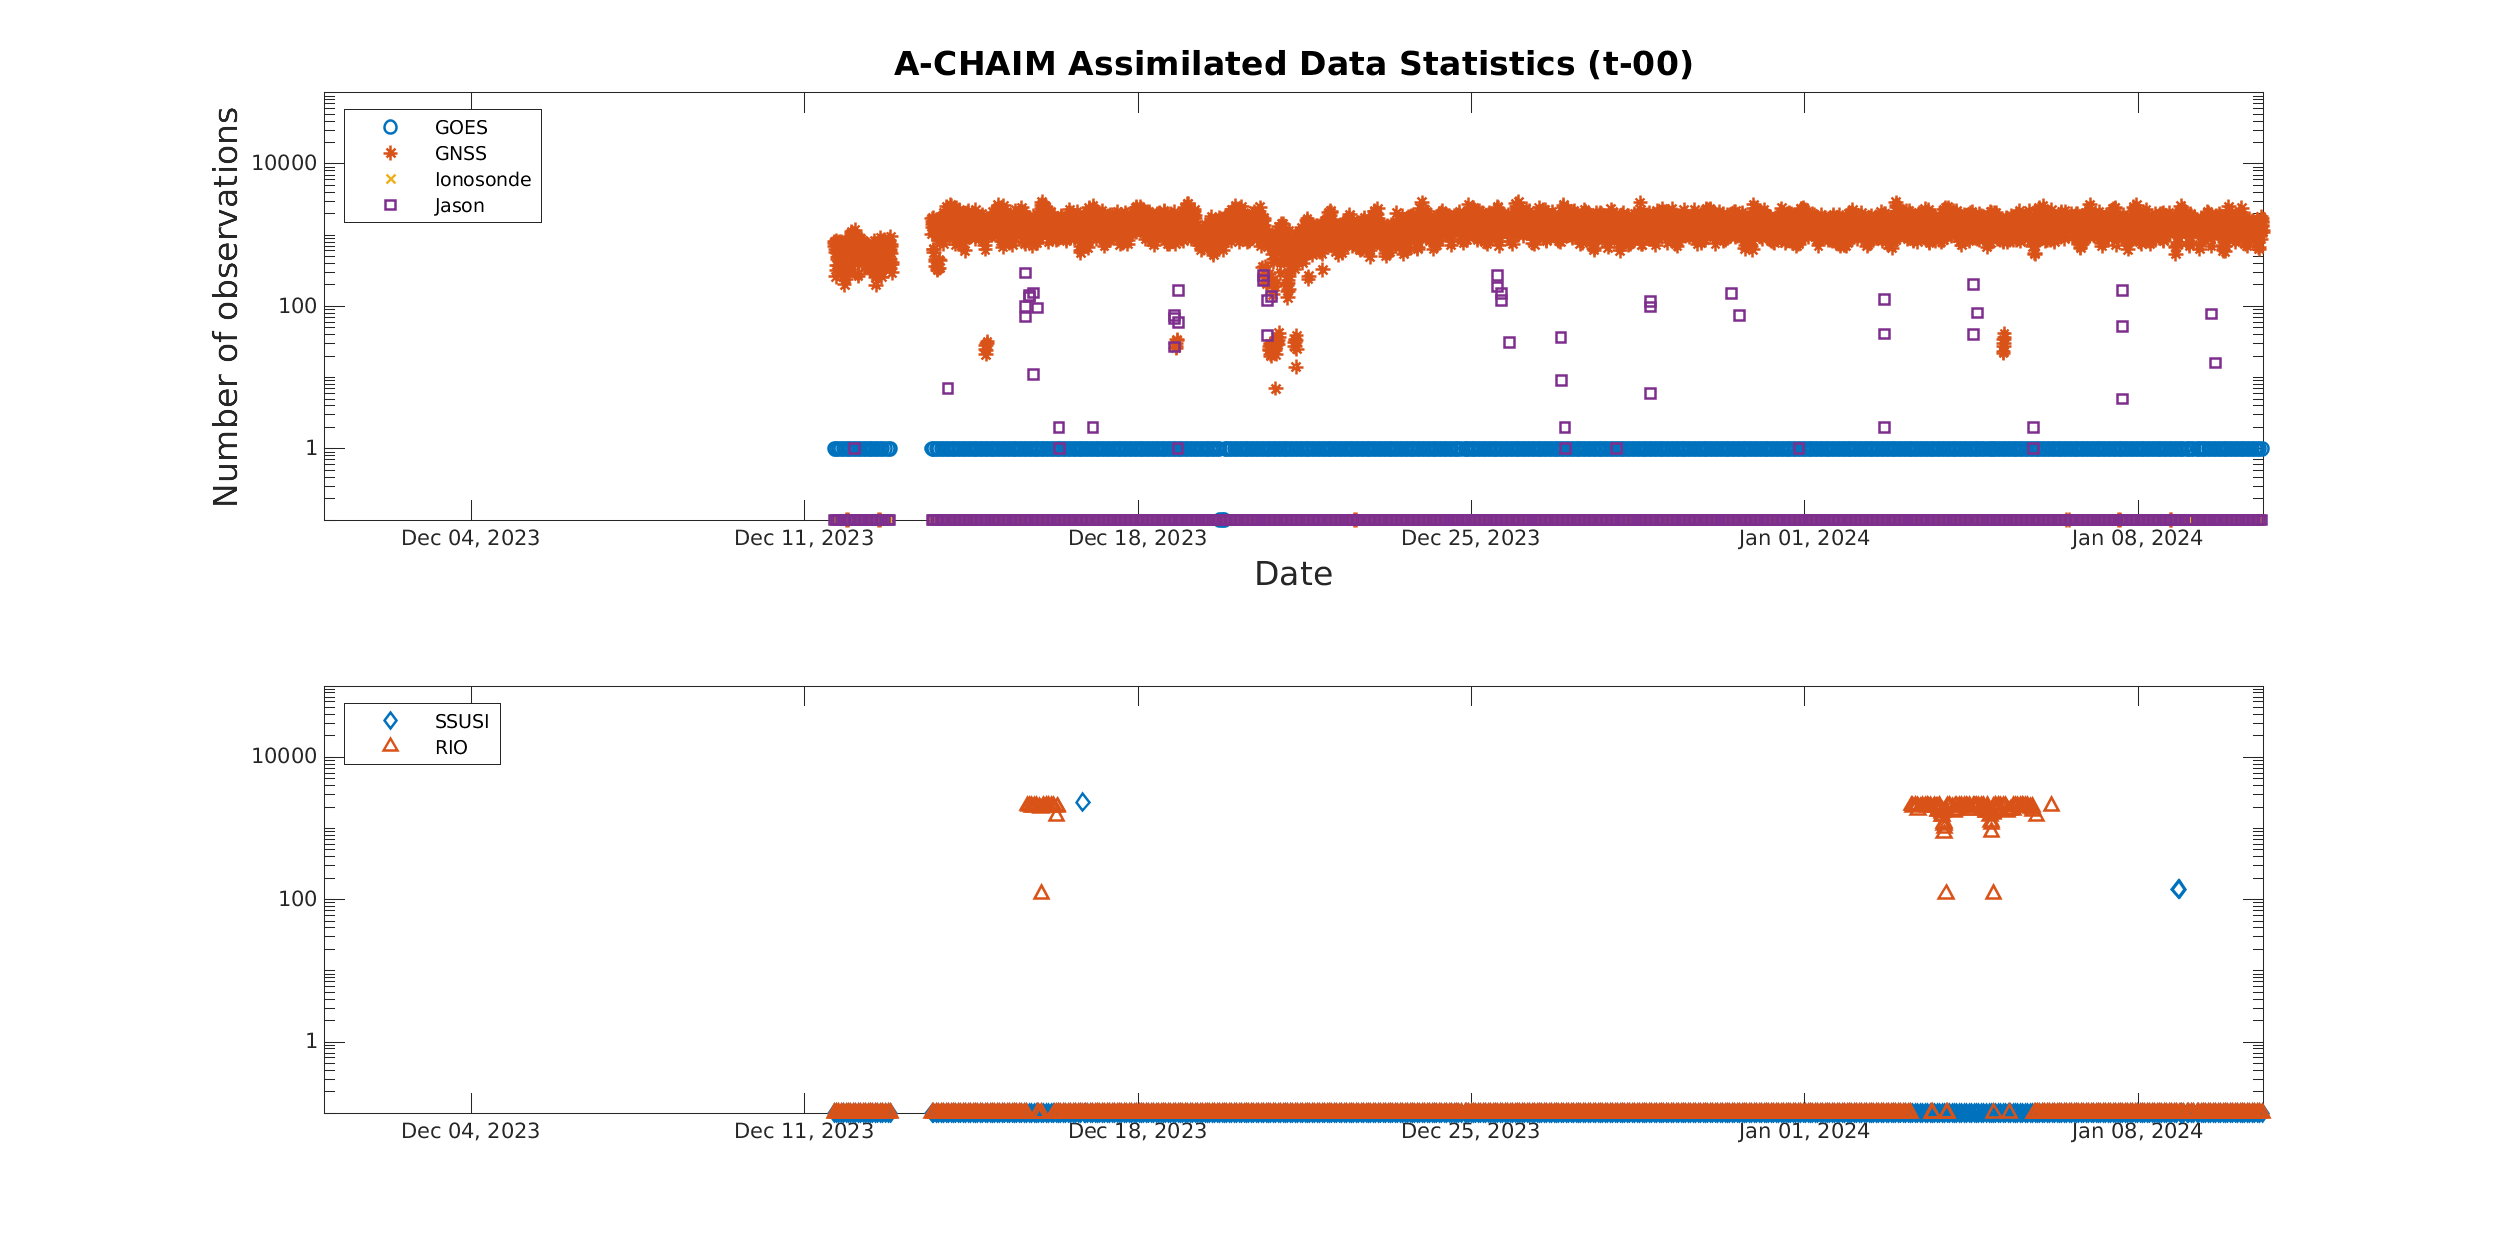 A-CHAIM Assimilated Data Statistics (t-00)
Number of observations
10000
100
1
GOES
GNSS
Ionosonde
Jason
Dec 04, 2023
Dec 11, 2023
Dec 18, 2023
Dec 25, 2023
Jan 01, 2024
Jan 08, 2024
Date
SSUSI
RIO
10000
100
1
Dec 04, 2023
Dec 11, 2023
Dec 18, 2023
Dec 25, 2023
Jan 01, 2024
Jan 08, 2024